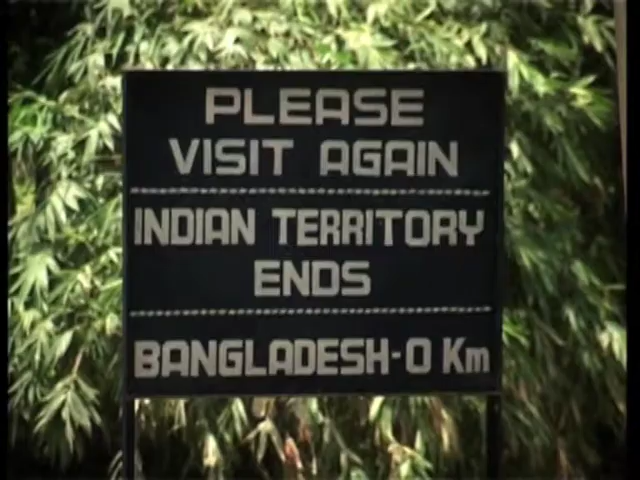 PLEASE
VISIT AGAIN
INDIAN TERRITORY
ENDS
BANGLADESH-0 Km